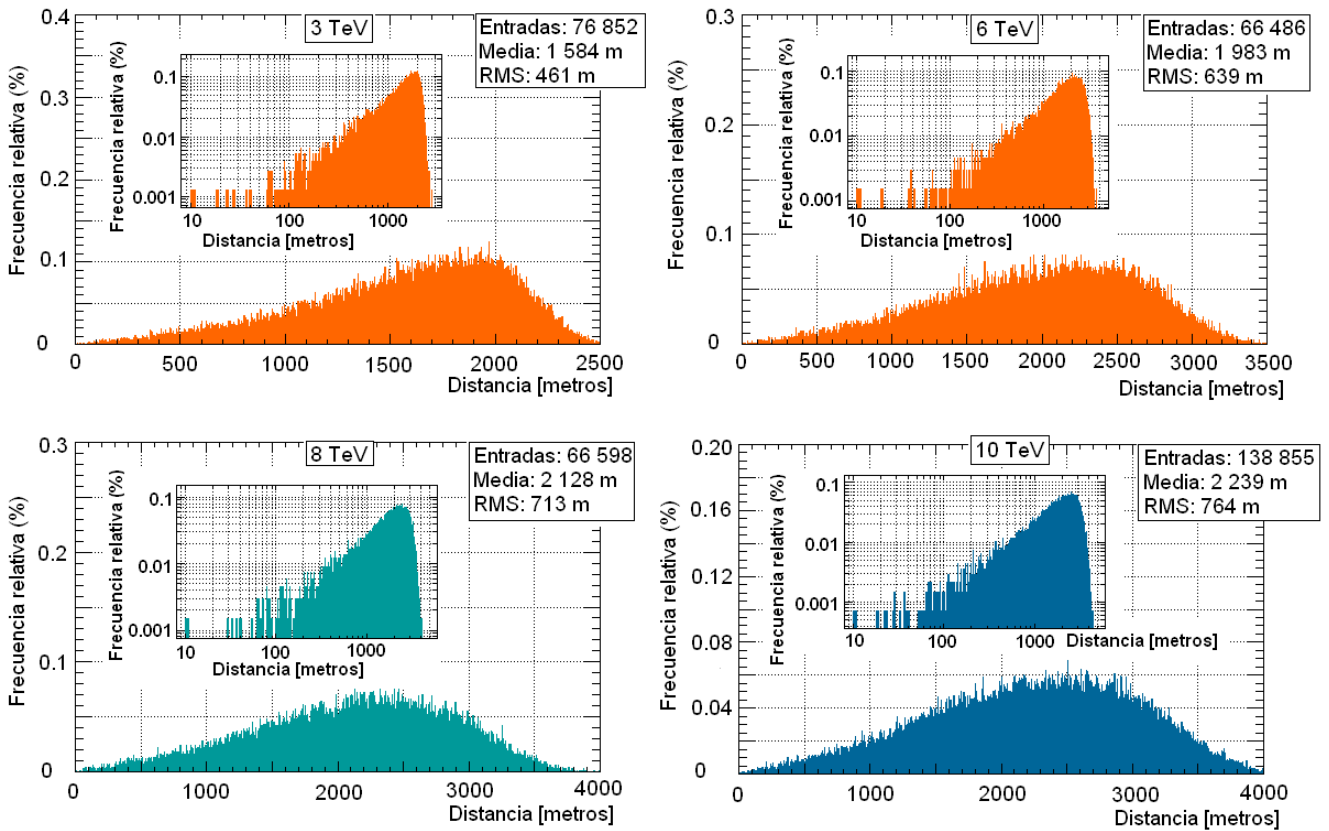 3 TeV
Entradas: 76 852
Media: 1 584 m
RMS: 461 m
Frecuencia relativa (%)
0.4
0.3
0.2
0.1
0
0 500 1000 1500 2000 2500
Distancia [metros]
Frecuencia relativa (%)
0.1
0.01
0.001
10 100 1000
Distancia [metros]
6 TeV
Entradas: 66 486
Media: 1 983 m
RMS: 639 m
Frecuencia relativa (%)
0.3
0.2
0.1
0
0 500 1000 1500 2000 2500 3000 3500
Distancia [metros]
Frecuencia relativa (%)
0.1
0.01
0.001
10 100 1000
Distancia [metros]
8 TeV
Entradas: 66 598
Media: 2 128 m
RMS: 713 m
Frecuencia relativa (%)
0.3
0.2
0.1
0
0 1000 2000 3000 4000
Distancia [metros]
Frecuencia relativa (%)
0.1
0.01
0.001
10 100 1000
Distancia [metros]
10 TeV
Entradas: 138 855
Media: 2 239 m
RMS: 764 m
Frecuencia relativa (%)
0.20
0.16
0.12
0.08
0.04
0
0 1000 2000 3000 4000
Distancia [metros]
Frecuencia relativa (%)
0.1
0.01
0.001
10 100 1000
Distancia [metros]